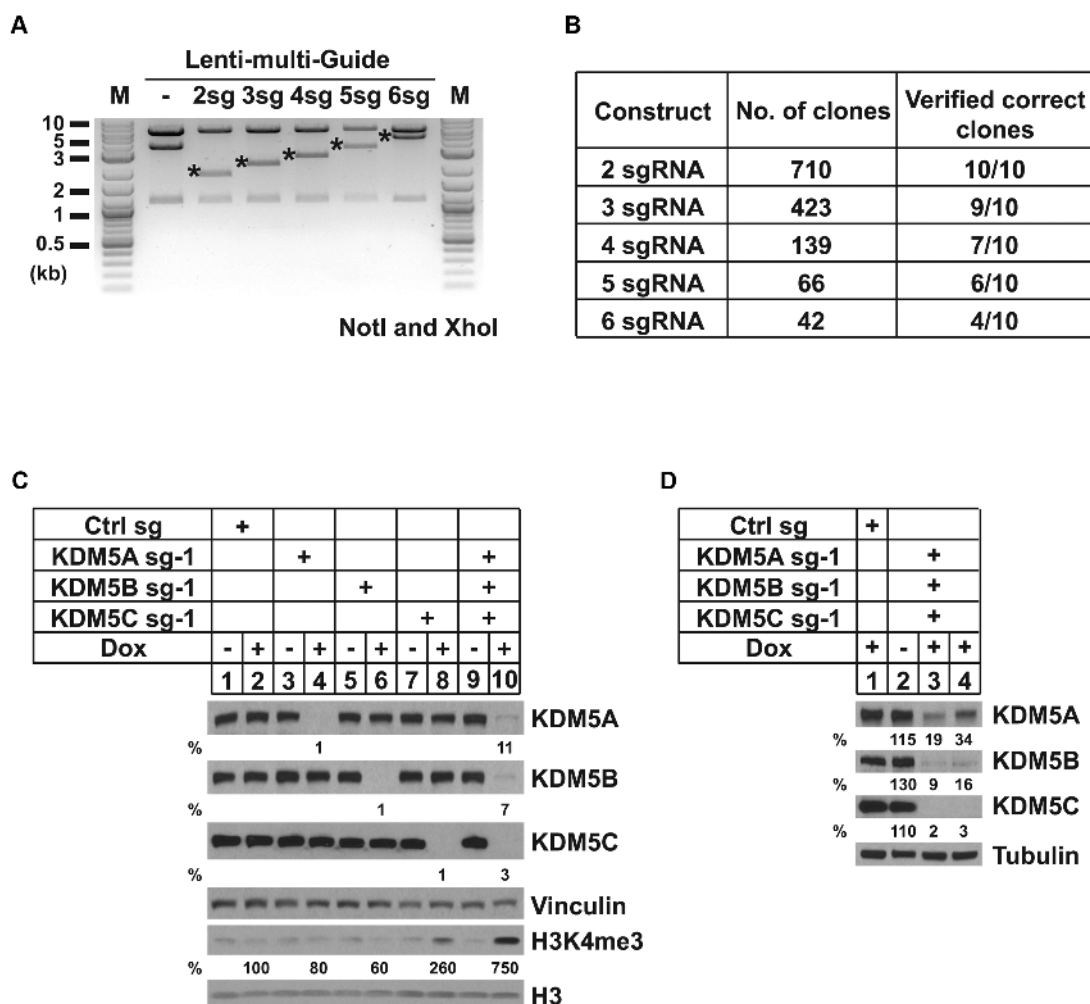 A
Lenti-multi-Guide
M - 2sg 3sg 4sg 5sg 6sg M
10
5
3
2
1
0.5
(kb)
* * * * *
NotI and XhoI
B
Construct No. of clones Verified correct clones
2 sgRNA 710 10/10
3 sgRNA 423 9/10
4 sgRNA 139 7/10
5 sgRNA 66 6/10
6 sgRNA 42 4/10
C
Ctrl sg +
KDM5A sg-1 + +
KDM5B sg-1 + +
KDM5C sg-1 + +
Dox - + - + - + - + - +
1 2 3 4 5 6 7 8 9 10
KDM5A
% 1 11
KDM5B
% 1 7
KDM5C
% 1 3
Vinculin
H3K4me3
% 100 80 60 260 750
H3
D
Ctrl sg +
KDM5A sg-1 +
KDM5B sg-1 +
KDM5C sg-1 +
Dox + - + +
1 2 3 4
KDM5A
% 115 19 34
KDM5B
% 130 9 16
KDM5C
% 110 2 3
Tubulin